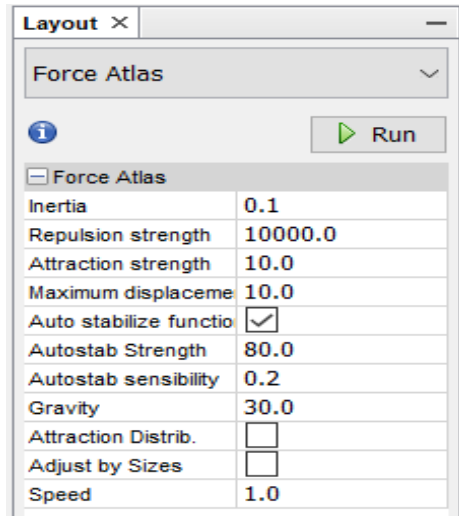 Layout ×
Force Atlas
Run
Force Atlas
Inertia 0.1
Repulsion strength 10000.0
Attraction strength 10.0
Maximum displaceme 10.0
Auto stabilize functio
Autostab Strength 80.0
Autostab sensibility 0.2
Gravity 30.0
Attraction Distrib.
Adjust by Sizes
Speed 1.0